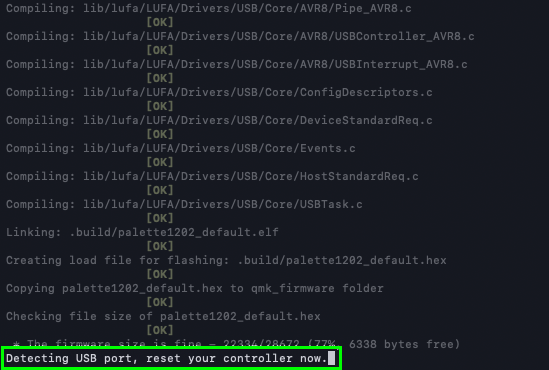 Compiling: lib/lufa/LUFA/Drivers/USB/Core/AVR8/Pipe_AVR8.c
[OK]
Compiling: lib/lufa/LUFA/Drivers/USB/Core/AVR8/USBController_AVR8.c
[OK]
Compiling: lib/lufa/LUFA/Drivers/USB/Core/AVR8/USBInterrupt_AVR8.c
[OK]
Compiling: lib/lufa/LUFA/Drivers/USB/Core/ConfigDescriptors.c
[OK]
Compiling: lib/lufa/LUFA/Drivers/USB/Core/DeviceStandardReq.c
[OK]
Compiling: lib/lufa/LUFA/Drivers/USB/Core/Events.c
[OK]
Compiling: lib/lufa/LUFA/Drivers/USB/Core/HostStandardReq.c
[OK]
Compiling: lib/lufa/LUFA/Drivers/USB/Core/USBTask.c
[OK]
Linking: .build/palette1202_default.elf
[OK]
Creating load file for flashing: .build/palette1202_default.hex
[OK]
Copying palette1202_default.hex to qmk_firmware folder
[OK]
Checking file size of palette1202_default.hex
[OK]
* The firmware size is fine - 22334/28672 (77%, 6338 bytes free)
Detecting USB port, reset your controller now.